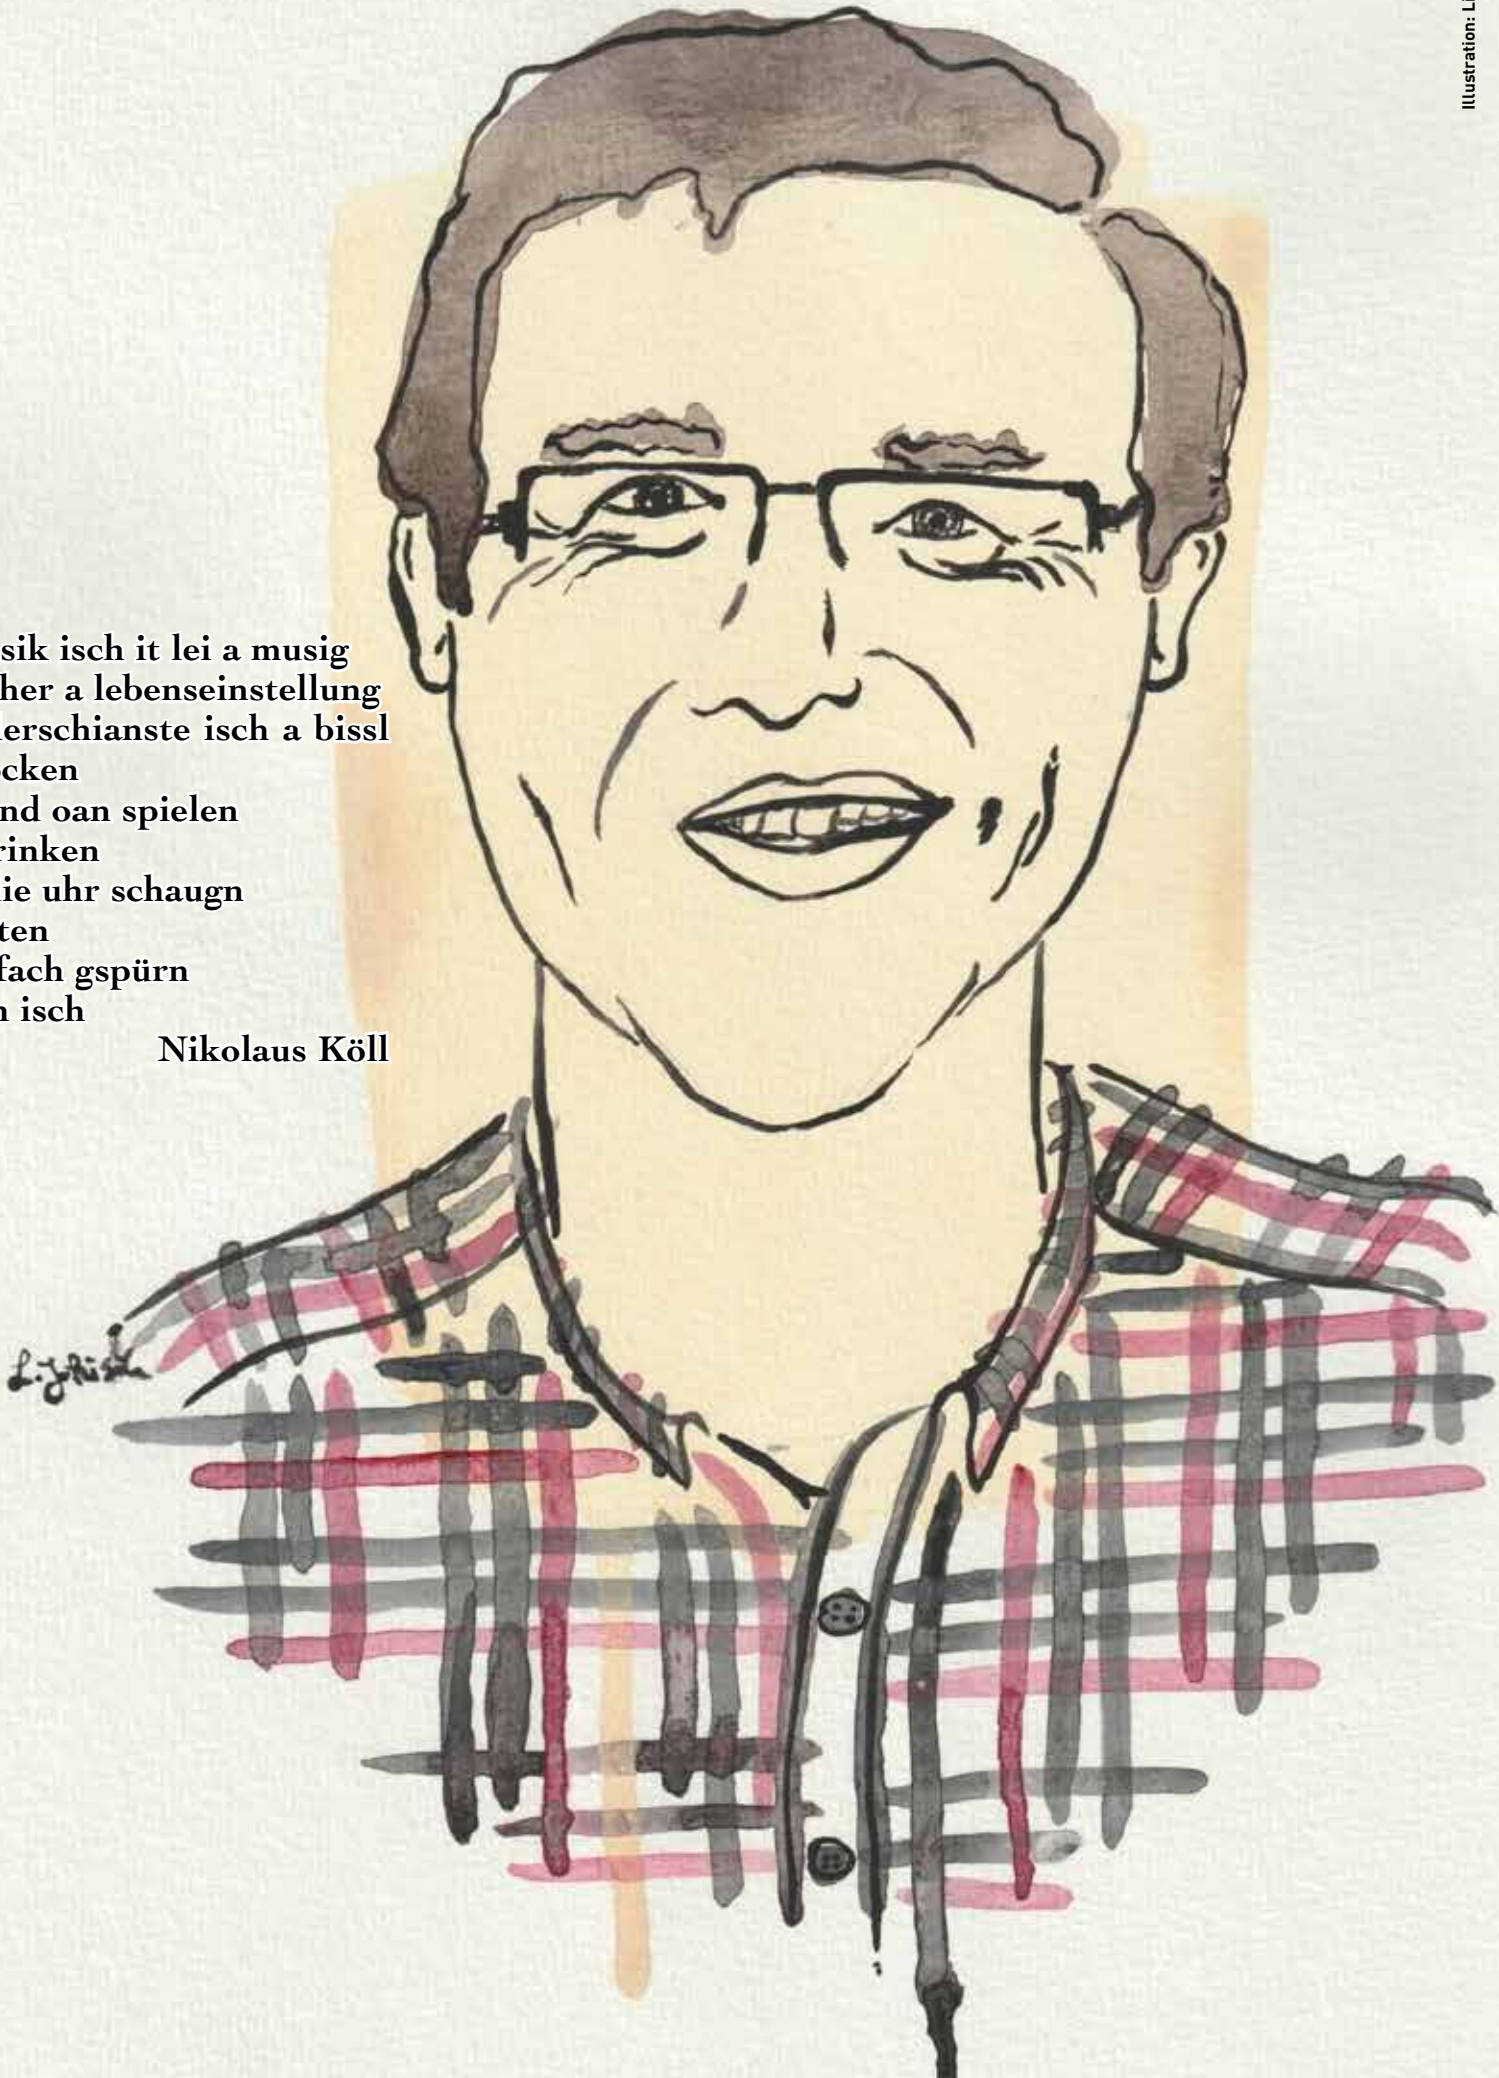 sik isch it lei a musig
her a lebenseinstellung
erschianste isch a bissl
cken
nd oan spielen
rinken
ie uhr schaugn
ten
fach gspürn
isch
Nikolaus Köll
Illustration: